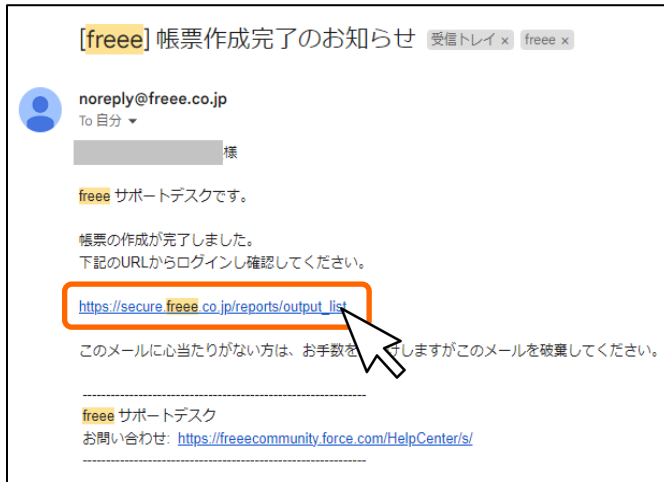 [freee] 帳票作成完了のお知らせ 受信トレイ × freee ×
noreply@freee.co.jp
To 自分
様
freee サポートデスクです。
帳票の作成が完了しました。
下記のURLからログインし確認してください。
https://secure.freee.co.jp/reports/output_list
このメールに心当たりがない方は、お手数を けしますがこのメールを破棄してください。
----------------------------------------------------------
freee サポートデスク
お問い合わせ: https://freeecommunity.force.com/HelpCenter/s/
----------------------------------------------------------